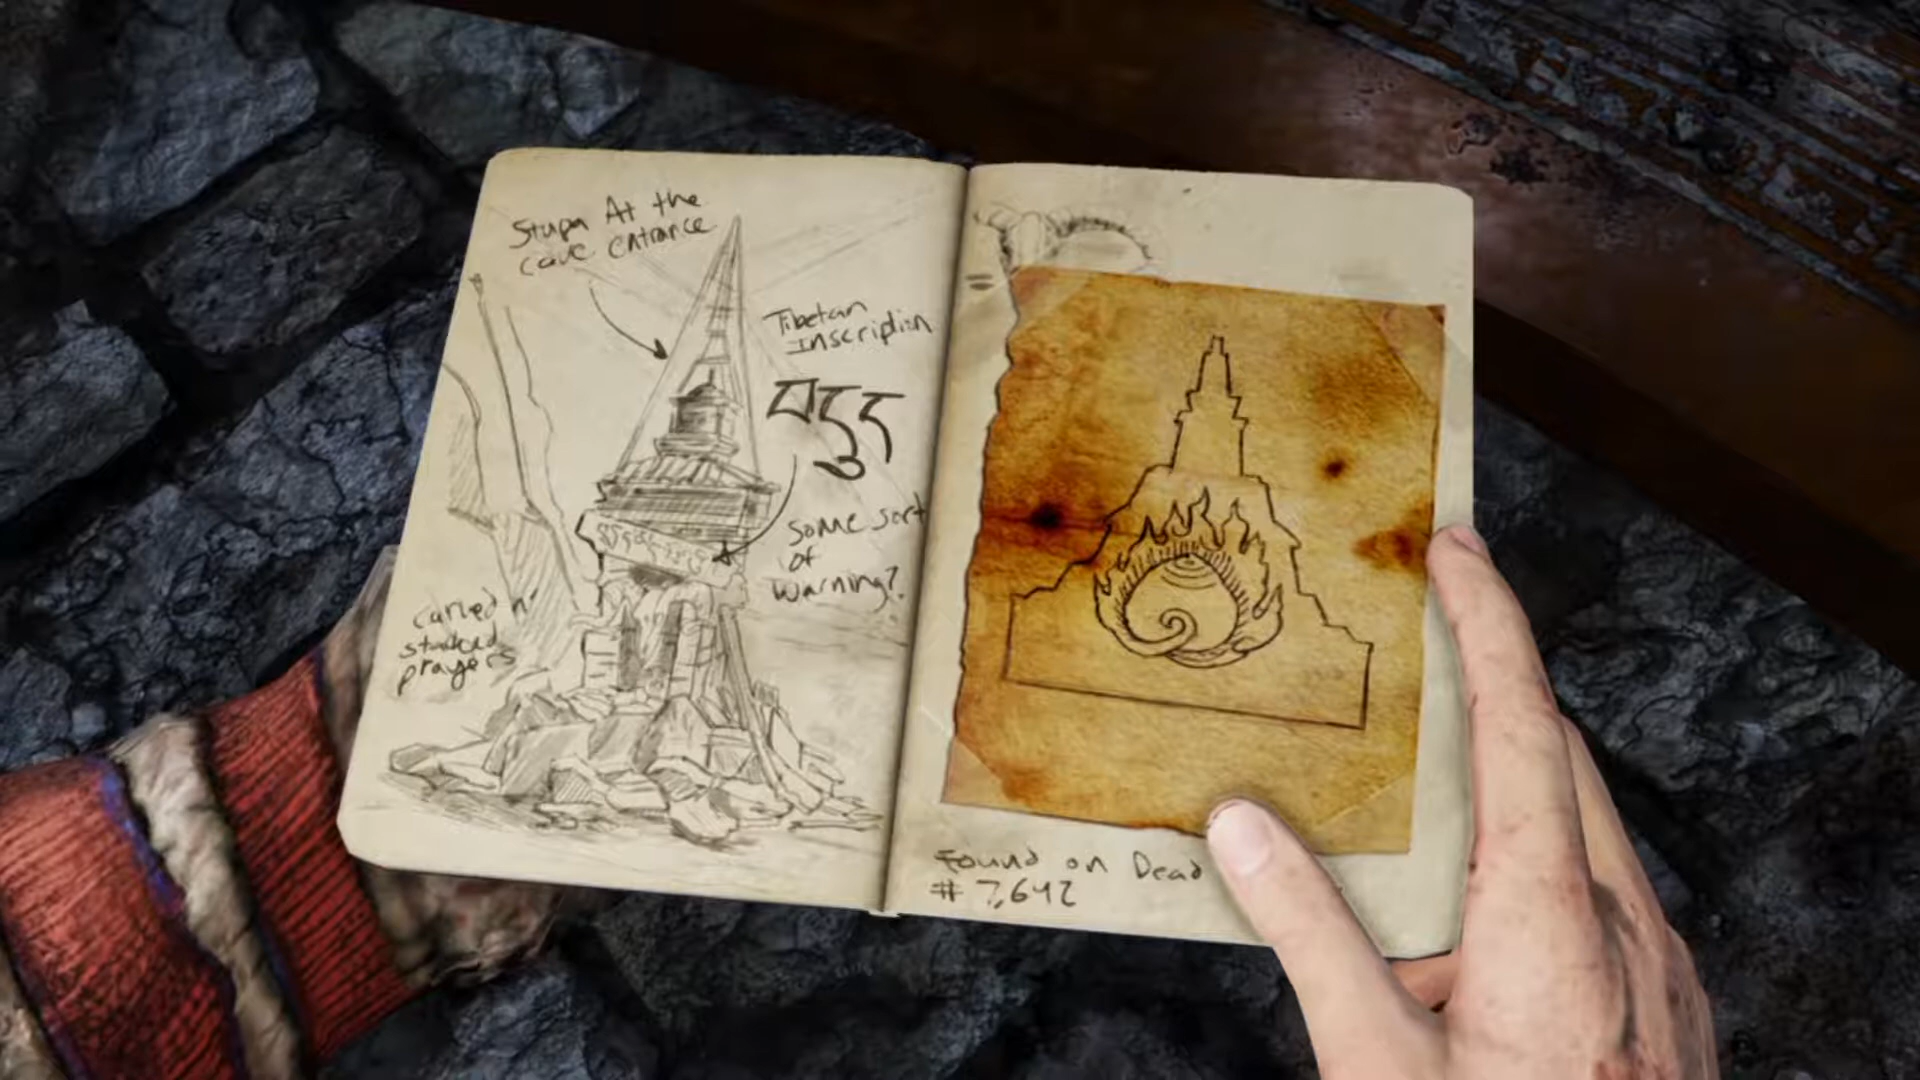 Stupa At the
cave entrance
Tibetan
Inscription
བདུད
Some sort
of
warning?
carved n'
stacked
prayers
Found on Dead
# 7,642